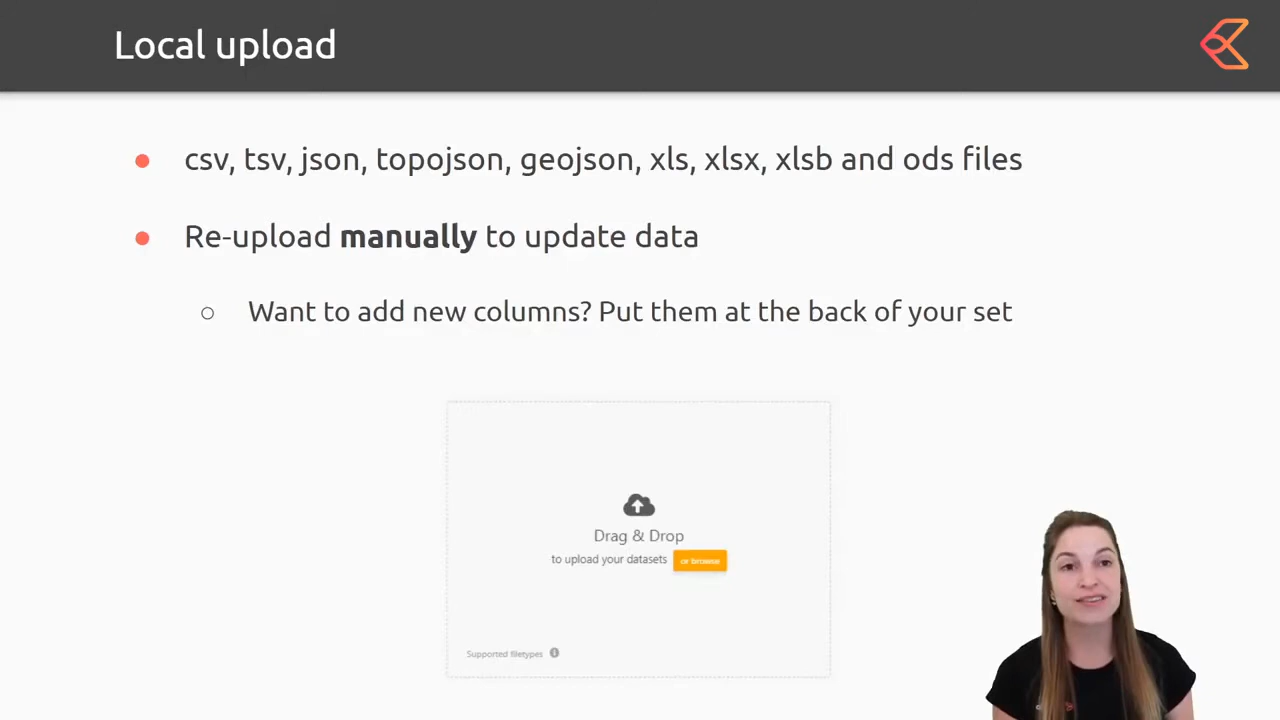 Local upload
csv, tsv, json, topojson, geojson, xls, xlsx, xlsb and ods files
Re-upload manually to update data
Want to add new columns? Put them at the back of your set
Drag & Drop
to upload your datasets or browse
Supported filetypes